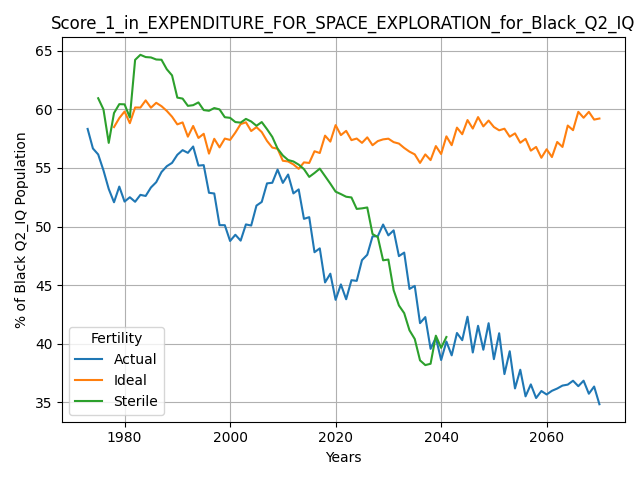 Score_1_in_EXPENDITURE_FOR_SPACE_EXPLORATION_for_Black_Q2_IQ
65
60
55
50
45
40
35
% of Black Q2_IQ Population
Fertility
Actual
Ideal
Sterile
1980 2000 2020 2040 2060
Years